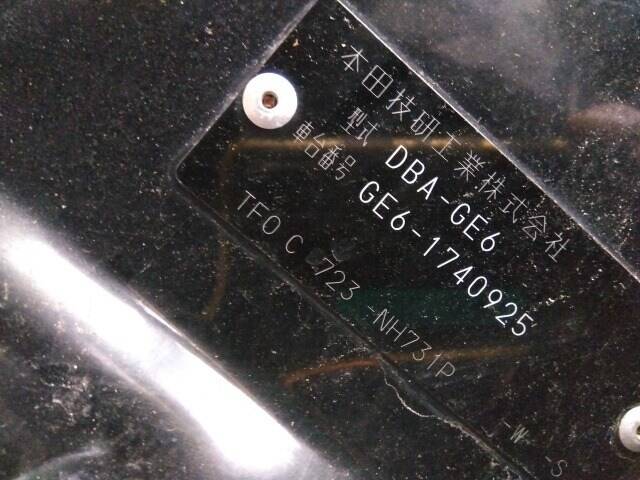 本田技研工業株式会社
型式 DBA-GE6
車台番号 GE6-1740925
TF0 C 723 -NH731P -W -S